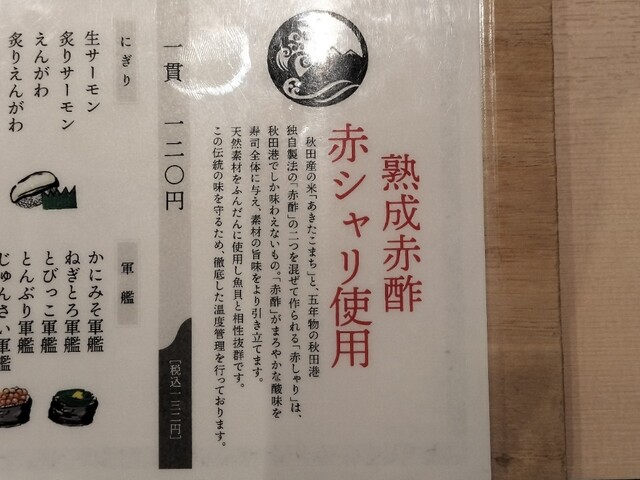 熟成赤酢
赤シャリ使用
秋田産の米「あきたこまち」と、五年物の秋田港
独自製法の「赤酢」の二つを混ぜて作られる「赤しゃり」は、
秋田港でしか味わえないもの。「赤酢」がまろやかな酸味を
寿司全体に与え、素材の旨味をより引き立てます。
天然素材をふんだんに使用し魚貝と相性抜群です。
この伝統の味を守るため、徹底した温度管理を行っております。
一貫 一二〇円
[税込一三二円]
にぎり
生サーモン
炙りサーモン
えんがわ
炙りえんがわ
軍艦
かにみそ軍艦
ねぎとろ軍艦
とびっこ軍艦
とんぶり軍艦
じゅんさい軍艦